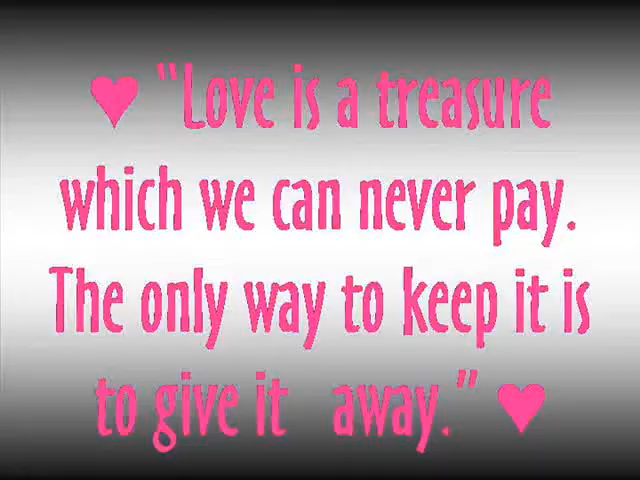 ♥ “Love is a treasure
which we can never pay.
The only way to keep it is
to give it away.” ♥